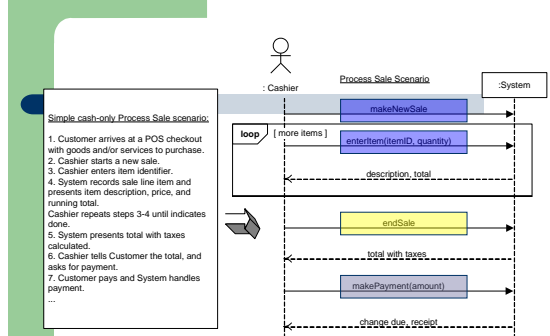 Process Sale Scenario
: Cashier
:System
Simple cash-only Process Sale scenario:
1. Customer arrives at a POS checkout
with goods and/or services to purchase.
2. Cashier starts a new sale.
3. Cashier enters item identifier.
4. System records sale line item and
presents item description, price, and
running total.
Cashier repeats steps 3-4 until indicates
done.
5. System presents total with taxes
calculated.
6. Cashier tells Customer the total, and
asks for payment.
7. Customer pays and System handles
payment.
...
makeNewSale
loop [ more items ]
enterItem(itemID, quantity)
description, total
endSale
total with taxes
makePayment(amount)
change due, receipt